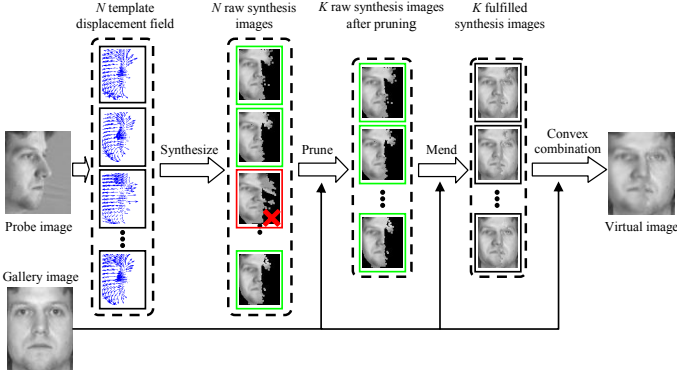 N template
displacement field
N raw synthesis
images
K raw synthesis images
after pruning
K fulfilled
synthesis images
Synthesize
Prune
Mend
Convex
combination
Probe image
Virtual image
Gallery image